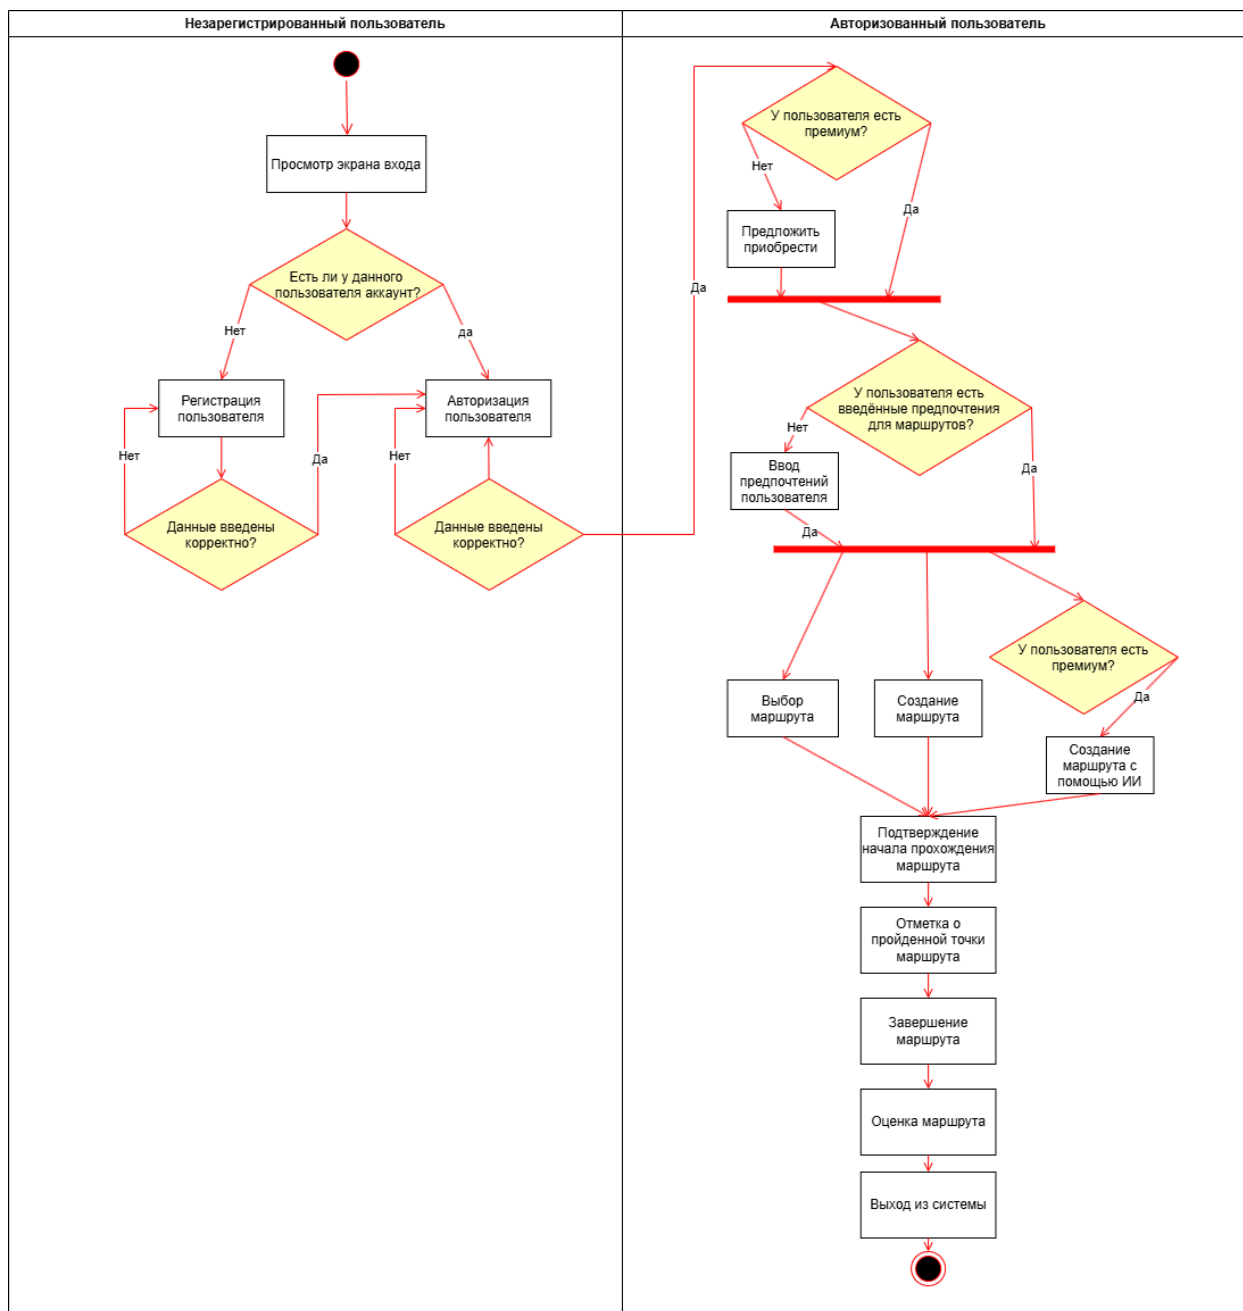 Незарегистрированный пользователь
Авторизованный пользователь
Просмотр экрана входа
Есть ли у данного
пользователя аккаунт?
Нет
да
Регистрация
пользователя
Авторизация
пользователя
Нет
Да
Нет
Данные введены
корректно?
Данные введены
корректно?
Да
У пользователя есть
премиум?
Нет
Да
Предложить
приобрести
У пользователя есть
введённые предпочтения
для маршрутов?
Нет
Да
Ввод
предпочтений
пользователя
Да
У пользователя есть
премиум?
Да
Выбор
маршрута
Создание
маршрута
Создание
маршрута с
помощью ИИ
Подтверждение
начала прохождения
маршрута
Отметка о
пройденной точки
маршрута
Завершение
маршрута
Оценка маршрута
Выход из системы